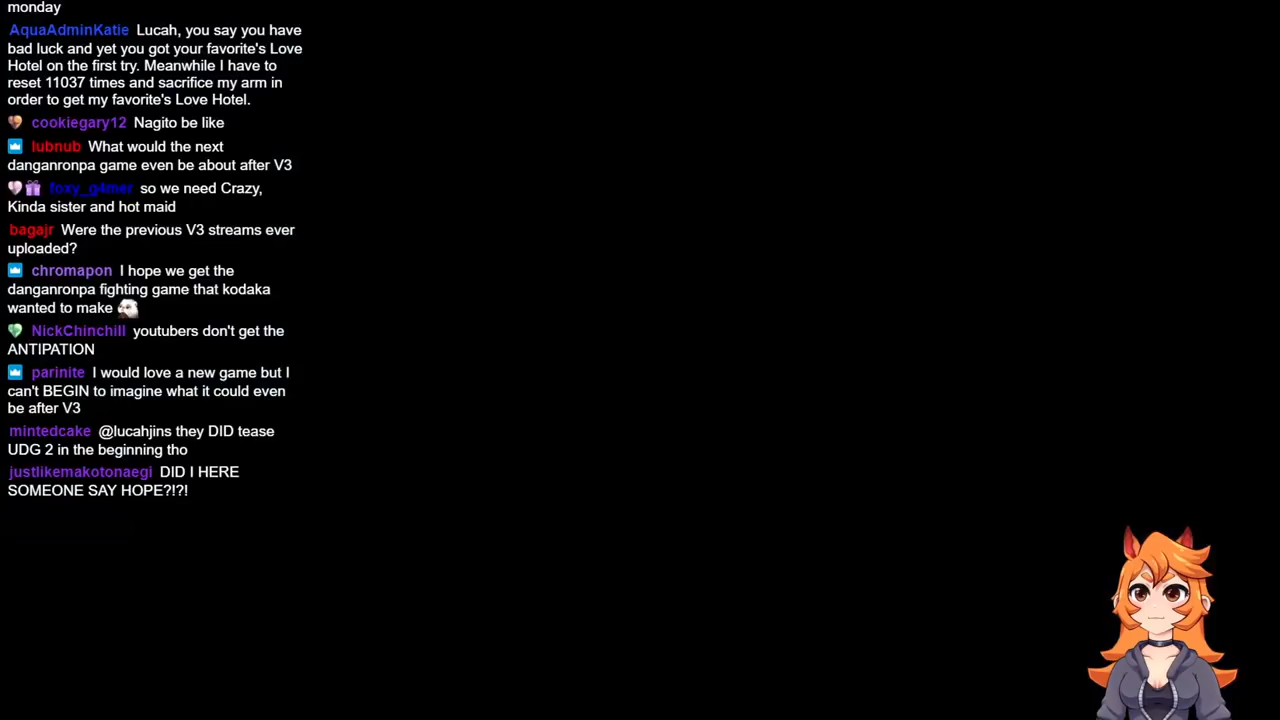 monday
AquaAdminKatie Lucah, you say you have
bad luck and yet you got your favorite's Love
Hotel on the first try. Meanwhile I have to
reset 11037 times and sacrifice my arm in
order to get my favorite's Love Hotel.
cookiegary12 Nagito be like
lubnub What would the next
danganronpa game even be about after V3
foxy_g4mer so we need Crazy,
Kinda sister and hot maid
bagajr Were the previous V3 streams ever
uploaded?
chromapon I hope we get the
danganronpa fighting game that kodaka
wanted to make
NickChinchill youtubers don't get the
ANTIPATION
parinite I would love a new game but I
can't BEGIN to imagine what it could even
be after V3
mintedcake @lucahjins they DID tease
UDG 2 in the beginning tho
justlikemakotonaegi DID I HERE
SOMEONE SAY HOPE?!?!